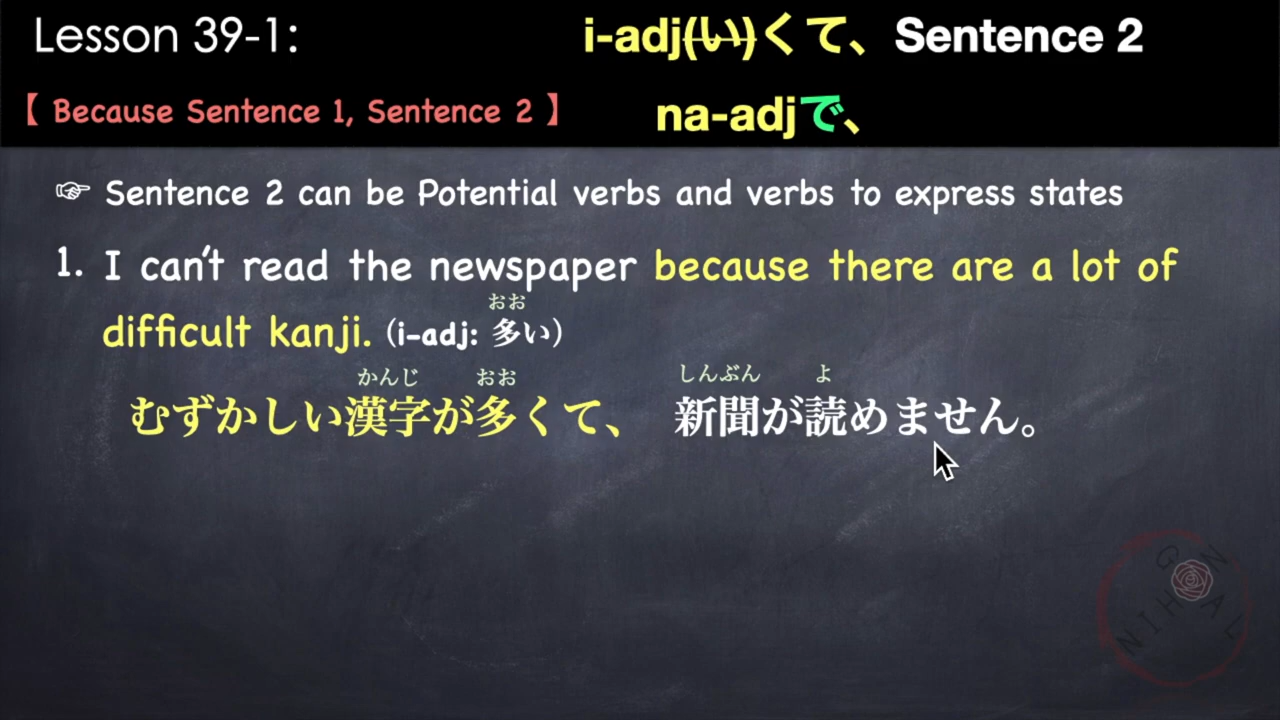 Lesson 39-1:
i-adj(い)くて、Sentence 2
【 Because Sentence 1, Sentence 2 】
na-adjで、
☞ Sentence 2 can be Potential verbs and verbs to express states
1. I can't read the newspaper because there are a lot of
おお
difficult kanji. (i-adj: 多い)
かんじ おお しんぶん よ
むずかしい漢字が多くて、 新聞が読めません。
NIHONGOAL